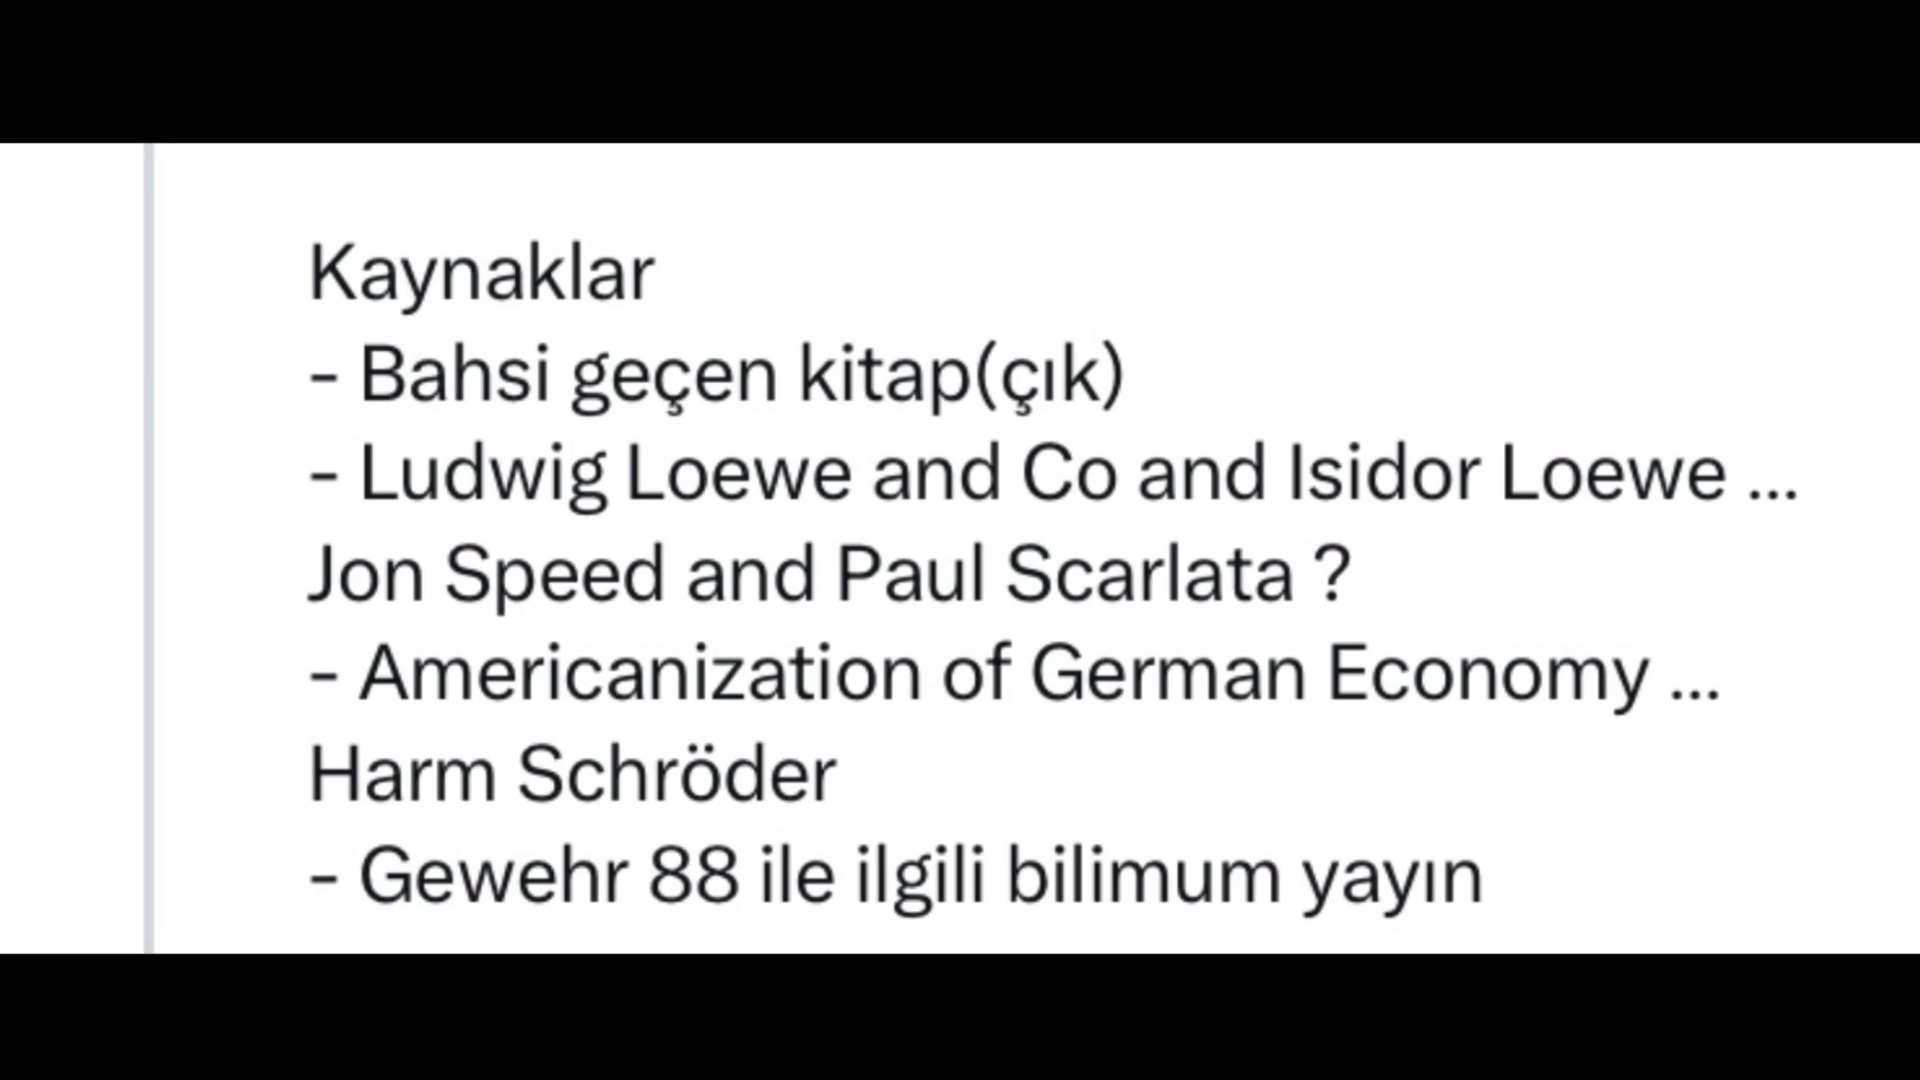 Kaynaklar
- Bahsi geçen kitap(çık)
- Ludwig Loewe and Co and Isidor Loewe ...
Jon Speed and Paul Scarlata ?
- Americanization of German Economy ...
Harm Schröder
- Gewehr 88 ile ilgili bilimum yayın